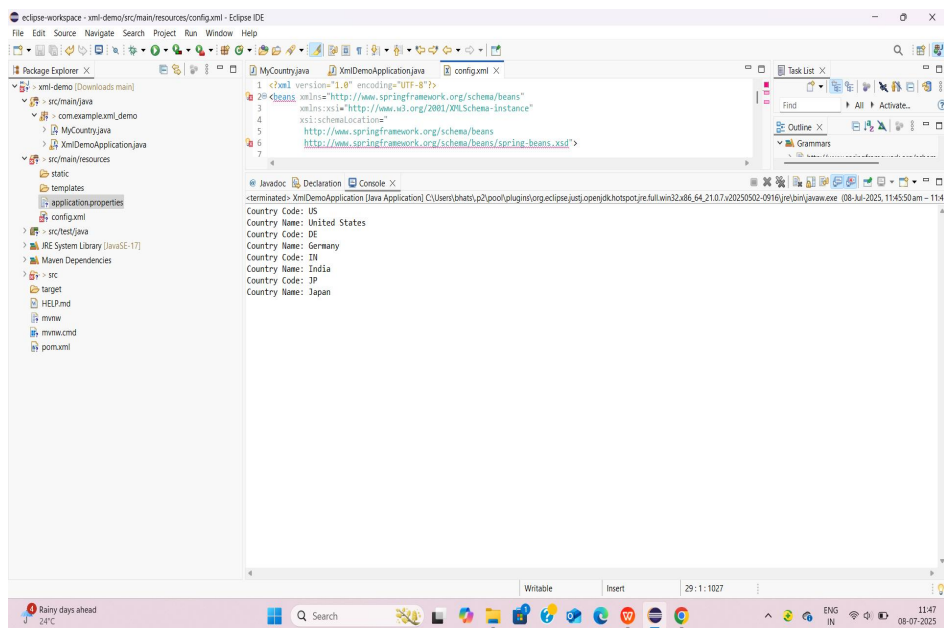 eclipse-workspace - xml-demo/src/main/resources/config.xml - Eclipse IDE
File Edit Source Navigate Search Project Run Window Help
Package Explorer
xml-demo [Downloads main]
src/main/java
com.example.xml_demo
MyCountry.java
XmlDemoApplication.java
src/main/resources
static
templates
application.properties
config.xml
src/test/java
JRE System Library [JavaSE-17]
Maven Dependencies
src
target
HELP.md
mvnw
mvnw.cmd
pom.xml
MyCountry.java XmlDemoApplication.java config.xml
1 <?xml version="1.0" encoding="UTF-8"?>
2 <beans xmlns="http://www.springframework.org/schema/beans"
3 xmlns:xsi="http://www.w3.org/2001/XMLSchema-instance"
4 xsi:schemaLocation="
5 http://www.springframework.org/schema/beans
6 http://www.springframework.org/schema/beans/spring-beans.xsd">
7
Javadoc Declaration Console
<terminated> XmlDemoApplication [Java Application] C:\Users\bhats\.p2\pool\plugins\org.eclipse.justj.openjdk.hotspot.jre.full.win32.x86_64_21.0.7.v20250502-0916\jre\bin\javaw.exe (08-Jul-2025, 11:45:50 am – 11:4
Country Code: US
Country Name: United States
Country Code: DE
Country Name: Germany
Country Code: IN
Country Name: India
Country Code: JP
Country Name: Japan
Task List
Find All Activate...
Outline
Grammars
Writable Insert 29 : 1 : 1027
4
Rainy days ahead
24°C
Search
ENG
IN
11:47
08-07-2025